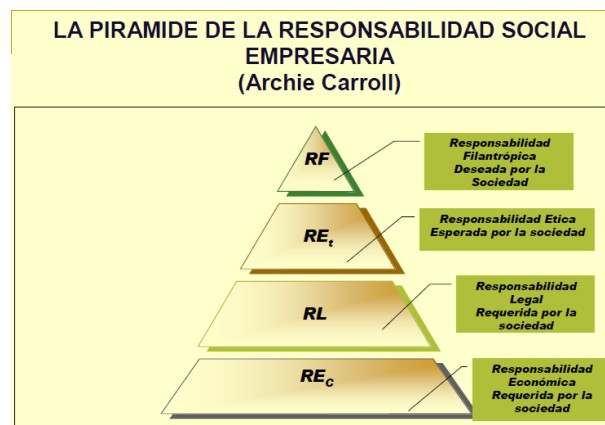 LA PIRAMIDE DE LA RESPONSABILIDAD SOCIAL
EMPRESARIA
(Archie Carroll)
RF
Responsabilidad
Filantrópica
Deseada por la
Sociedad
REt
Responsabilidad Etica
Esperada por la sociedad
RL
Responsabilidad
Legal
Requerida por la
sociedad
REC
Responsabilidad
Económica
Requerida por la
sociedad